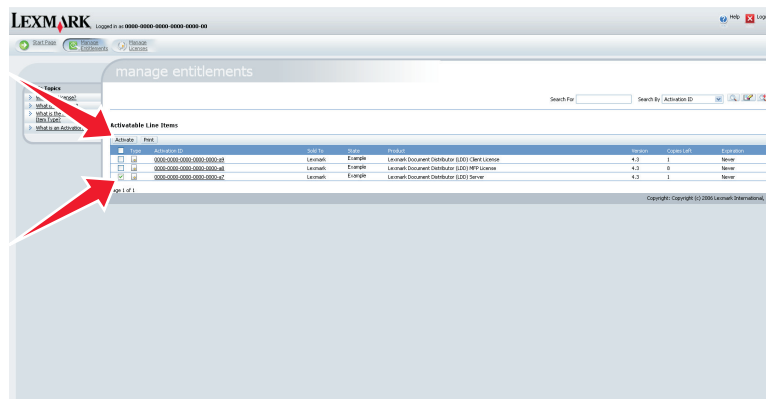 LEXMARK Logged in as 0000-0000-0000-0000-0000-00
Help
Start Page
Manage Entitlements
Manage Licenses
manage entitlements
Topics
Search For
Search By Activation ID
Item Type?
What is an Activation
Activatable Line Items
Activate Print
Type Activation ID Sold To State Product Version Copies Left Expiration
0000-0000-0000-0000-0000-a9 Lexmark Example Lexmark Document Distributor (LDD) Client License 4.3 1 Never
0000-0000-0000-0000-0000-a8 Lexmark Example Lexmark Document Distributor (LDD) MFP License 4.3 8 Never
0000-0000-0000-0000-0000-a7 Lexmark Example Lexmark Document Distributor (LDD) Server 4.3 1 Never
1 of 1
Copyright: Copyright (c) 2006 Lexmark International,